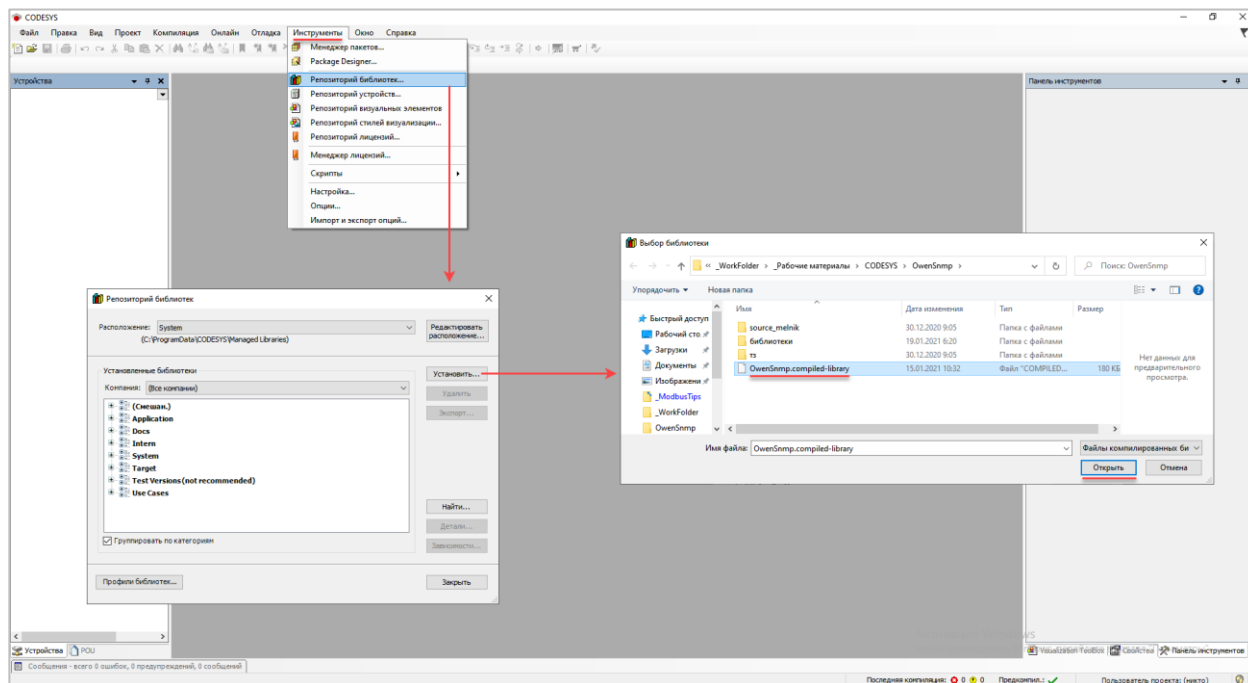 CODESYS
Файл Правка Вид Проект Компиляция Онлайн Отладка Инструменты Окно Справка
Менеджер пакетов...
Package Designer...
Репозиторий библиотек...
Репозиторий устройств...
Репозиторий визуальных элементов
Репозиторий стилей визуализации...
Репозиторий лицензий...
Менеджер лицензий...
Скрипты
Настройка...
Опции...
Импорт и экспорт опций...
Устройства
Панель инструментов
Репозиторий библиотек
Расположение: System
(C:\ProgramData\CODESYS\Managed Libraries)
Редактировать расположение...
Установленные библиотеки
Компания: (Все компании)
(Смешан.)
Application
Docs
Intern
System
Target
Test Versions(not recommended)
Use Cases
Группировать по категориям
Установить...
Удалить
Экспорт...
Найти...
Детали...
Зависимости...
Профили библиотек...
Закрыть
Выбор библиотеки
« _WorkFolder › _Рабочие материалы › CODESYS › OwenSnmp ›
Поиск: OwenSnmp
Упорядочить Новая папка
Быстрый доступ
Рабочий сто
Загрузки
Документы
Изображени
_ModbusTips
_WorkFolder
OwenSnmp
Имя Дата изменения Тип Размер
source_melnik 30.12.2020 9:05 Папка с файлами
библиотеки 19.01.2021 6:20 Папка с файлами
тз 30.12.2020 9:05 Папка с файлами
OwenSnmp.compiled-library 15.01.2021 10:32 Файл "COMPILED... 180 КБ
Нет данных для предварительного просмотра.
Имя файла: OwenSnmp.compiled-library
Файлы компилированных би
Открыть Отмена
Устройства POU
Visualization Toolbox Свойства Панель инструментов
Сообщения - всего 0 ошибок, 0 предупреждений, 0 сообщений
Последняя компиляция: 0 0 Предкомпил.: Пользователь проекта: (никто)